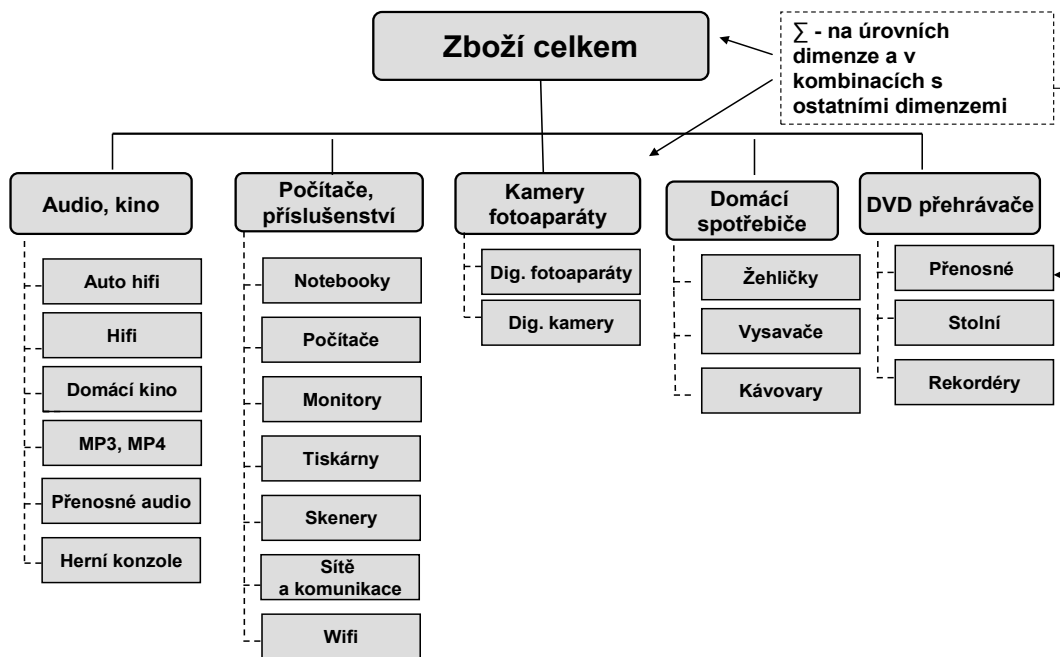 Zboží celkem
∑ - na úrovních
dimenze a v
kombinacích s
ostatními dimenzemi
Audio, kino
Auto hifi
Hifi
Domácí kino
MP3, MP4
Přenosné audio
Herní konzole
Počítače,
příslušenství
Notebooky
Počítače
Monitory
Tiskárny
Skenery
Sítě
a komunikace
Wifi
Kamery
fotoaparáty
Dig. fotoaparáty
Dig. kamery
Domácí
spotřebiče
Žehličky
Vysavače
Kávovary
DVD přehrávače
Přenosné
Stolní
Rekordéry